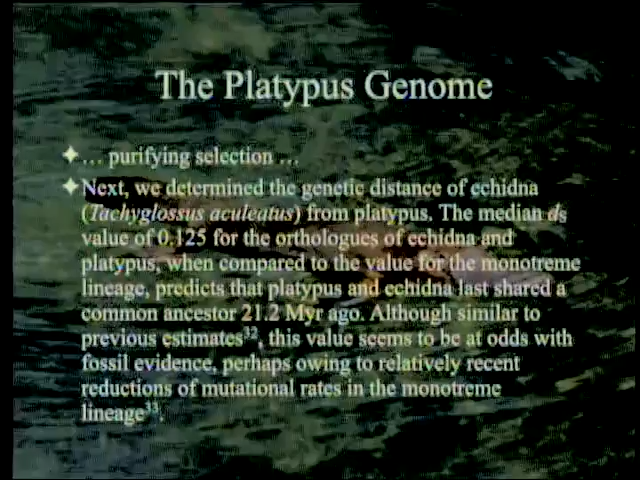 The Platypus Genome
✦ … purifying selection …
✦ Next, we determined the genetic distance of echidna
(Tachyglossus aculeatus) from platypus. The median ds
value of 0.125 for the orthologues of echidna and
platypus, when compared to the value for the monotreme
lineage, predicts that platypus and echidna last shared a
common ancestor 21.2 Myr ago. Although similar to
previous estimates32, this value seems to be at odds with
fossil evidence, perhaps owing to relatively recent
reductions of mutational rates in the monotreme
lineage33.